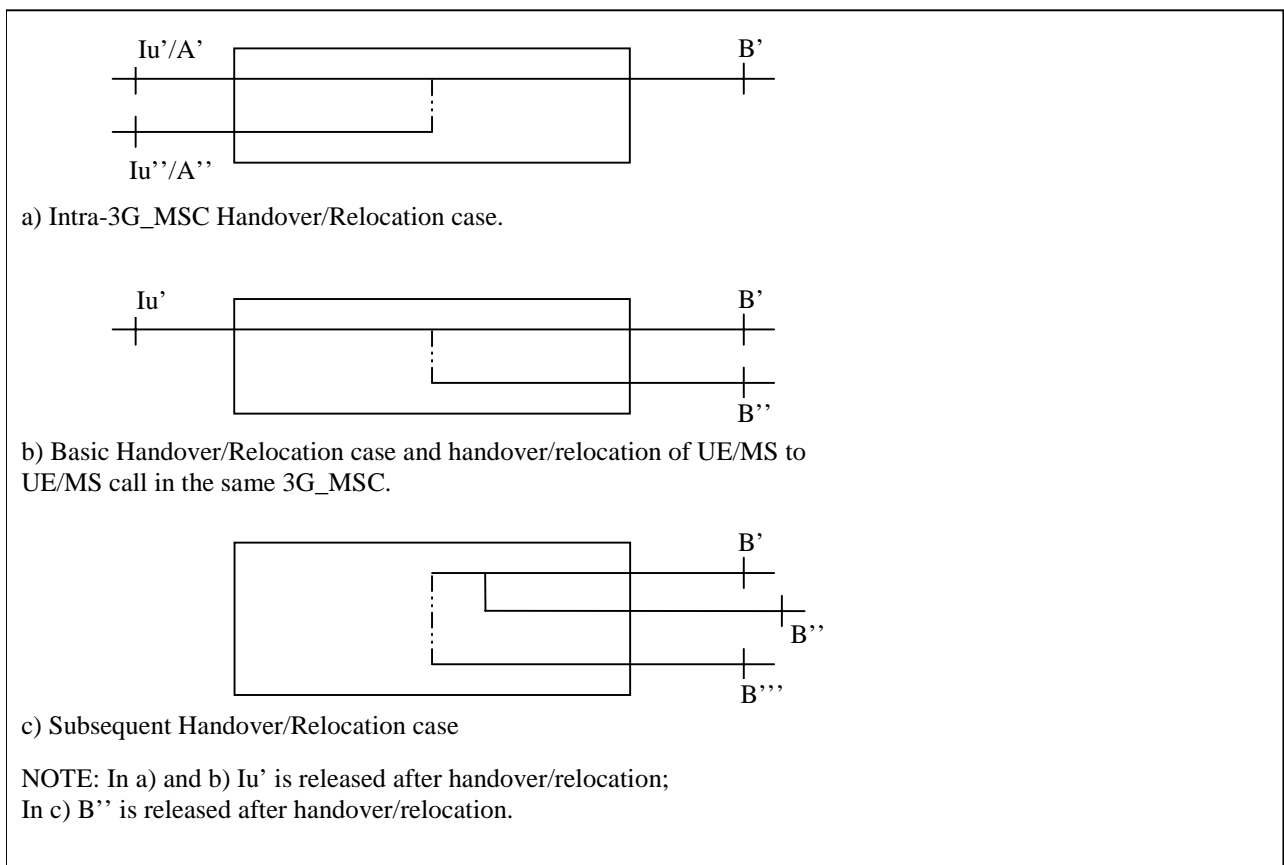 Iu’/A’
B’
Iu’’/A’’
a) Intra-3G_MSC Handover/Relocation case.
Iu’
B’
B’’
b) Basic Handover/Relocation case and handover/relocation of UE/MS to
UE/MS call in the same 3G_MSC.
B’
B’’
B’’’
c) Subsequent Handover/Relocation case
NOTE: In a) and b) Iu’ is released after handover/relocation;
In c) B’’ is released after handover/relocation.